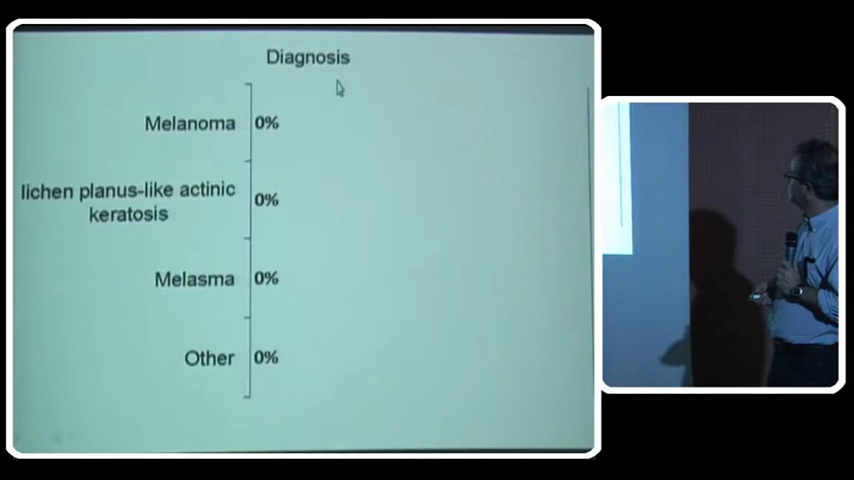 Diagnosis
Melanoma 0%
lichen planus-like actinic
keratosis 0%
Melasma 0%
Other 0%